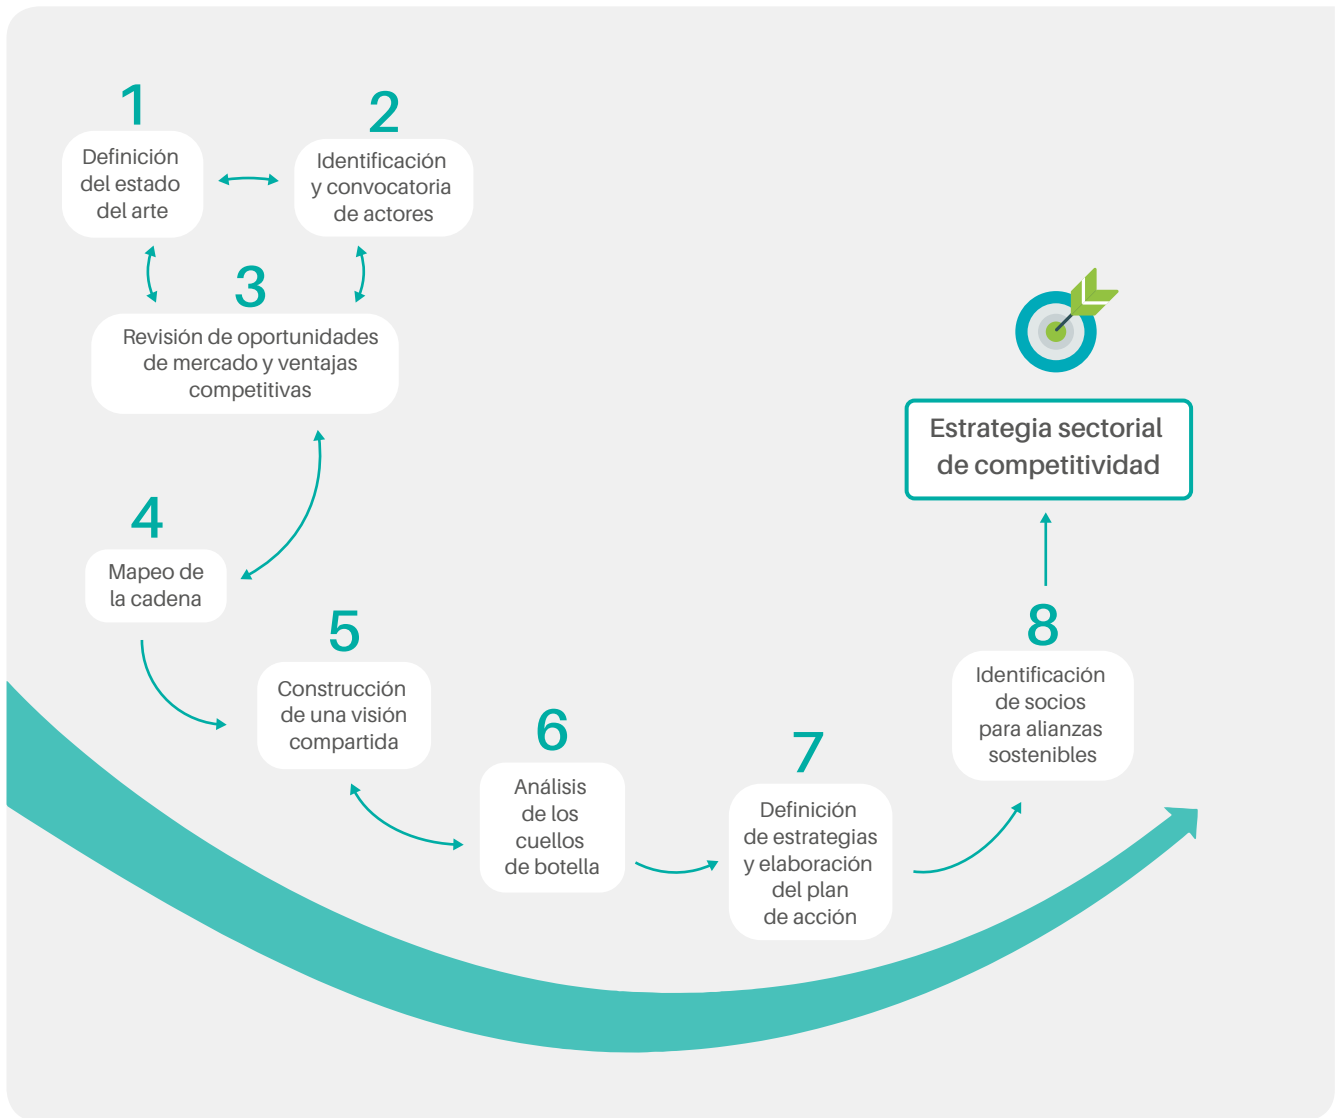 1
Definición
del estado
del arte
2
Identificación
y convocatoria
de actores
3
Revisión de oportunidades
de mercado y ventajas
competitivas
4
Mapeo de
la cadena
5
Construcción
de una visión
compartida
6
Análisis
de los
cuellos
de botella
7
Definición
de estrategias
y elaboración
del plan
de acción
8
Identificación
de socios
para alianzas
sostenibles
Estrategia sectorial
de competitividad